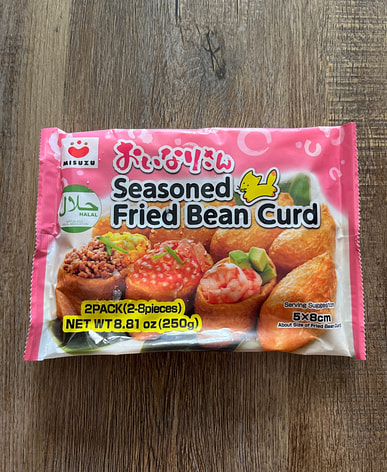 MISUZU
おいなりさん
Seasoned
Fried Bean Curd
حلال
HALAL
2PACK(2-8pieces)
NET WT 8.81 oz (250g)
Serving Suggestion
5×8cm
About Size of Fried Bean Curd